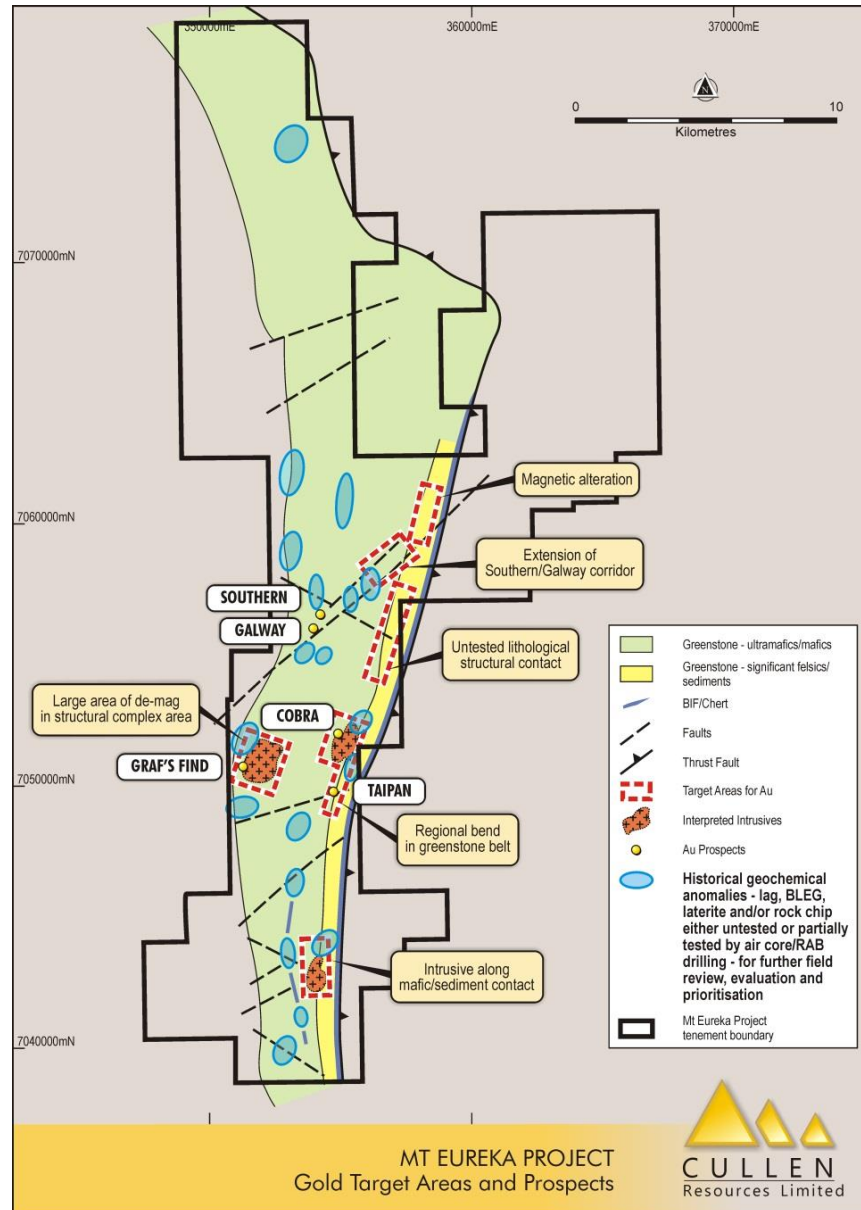 350000mE
360000mE
370000mE
N
0
10
Kilometres
7070000mN
7060000mN
7050000mN
7040000mN
Magnetic alteration
Extension of
Southern/Galway corridor
SOUTHERN
GALWAY
Untested lithological
structural contact
Large area of de-mag
in structural complex area
COBRA
GRAF'S FIND
TAIPAN
Regional bend
in greenstone belt
Intrusive along
mafic/sediment contact
Greenstone - ultramafics/mafics
Greenstone - significant felsics/
sediments
BIF/Chert
Faults
Thrust Fault
Target Areas for Au
Interpreted Intrusives
Au Prospects
Historical geochemical
anomalies - lag, BLEG,
laterite and/or rock chip
either untested or partially
tested by air core/RAB
drilling - for further field
review, evaluation and
prioritisation
Mt Eureka Project
tenement boundary
MT EUREKA PROJECT
Gold Target Areas and Prospects
CULLEN
Resources Limited